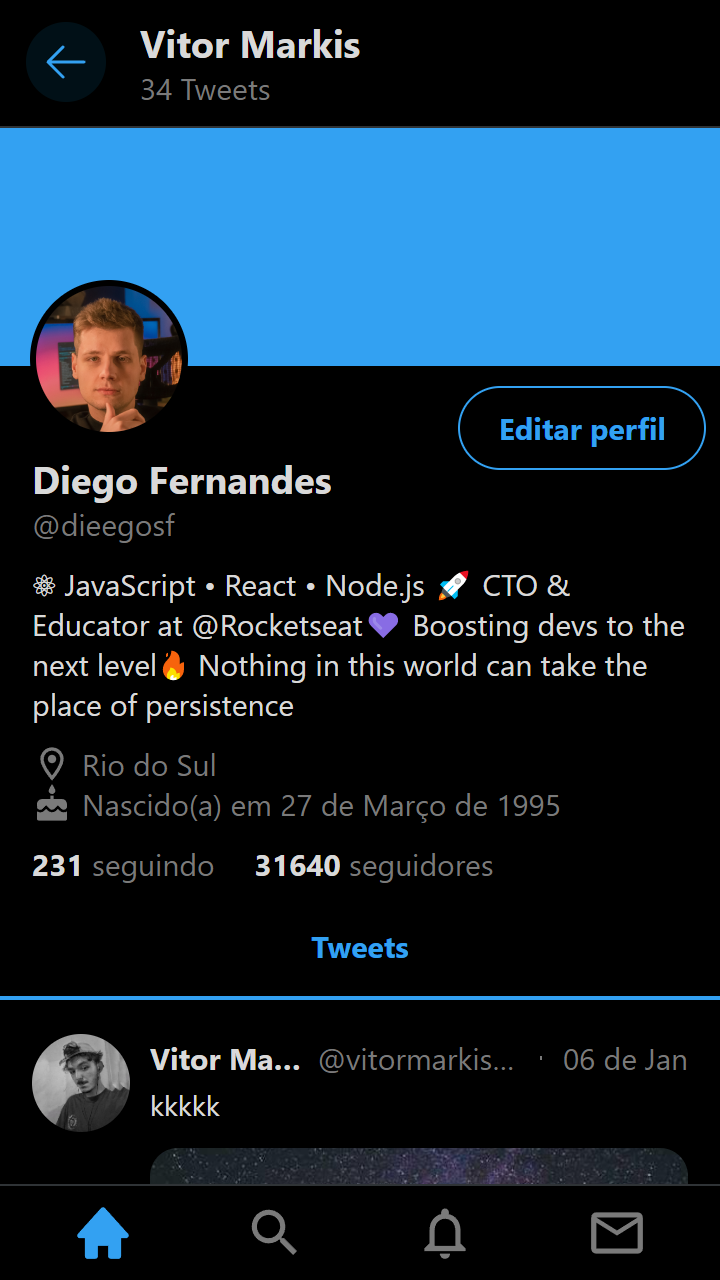 Vitor Markis
34 Tweets
Editar perfil
Diego Fernandes
@dieegosf
⚛ JavaScript • React • Node.js 🚀 CTO &
Educator at @Rocketseat💜 Boosting devs to the
next level🔥 Nothing in this world can take the
place of persistence
Rio do Sul
Nascido(a) em 27 de Março de 1995
231 seguindo 31640 seguidores
Tweets
Vitor Ma... @vitormarkis... · 06 de Jan
kkkkk